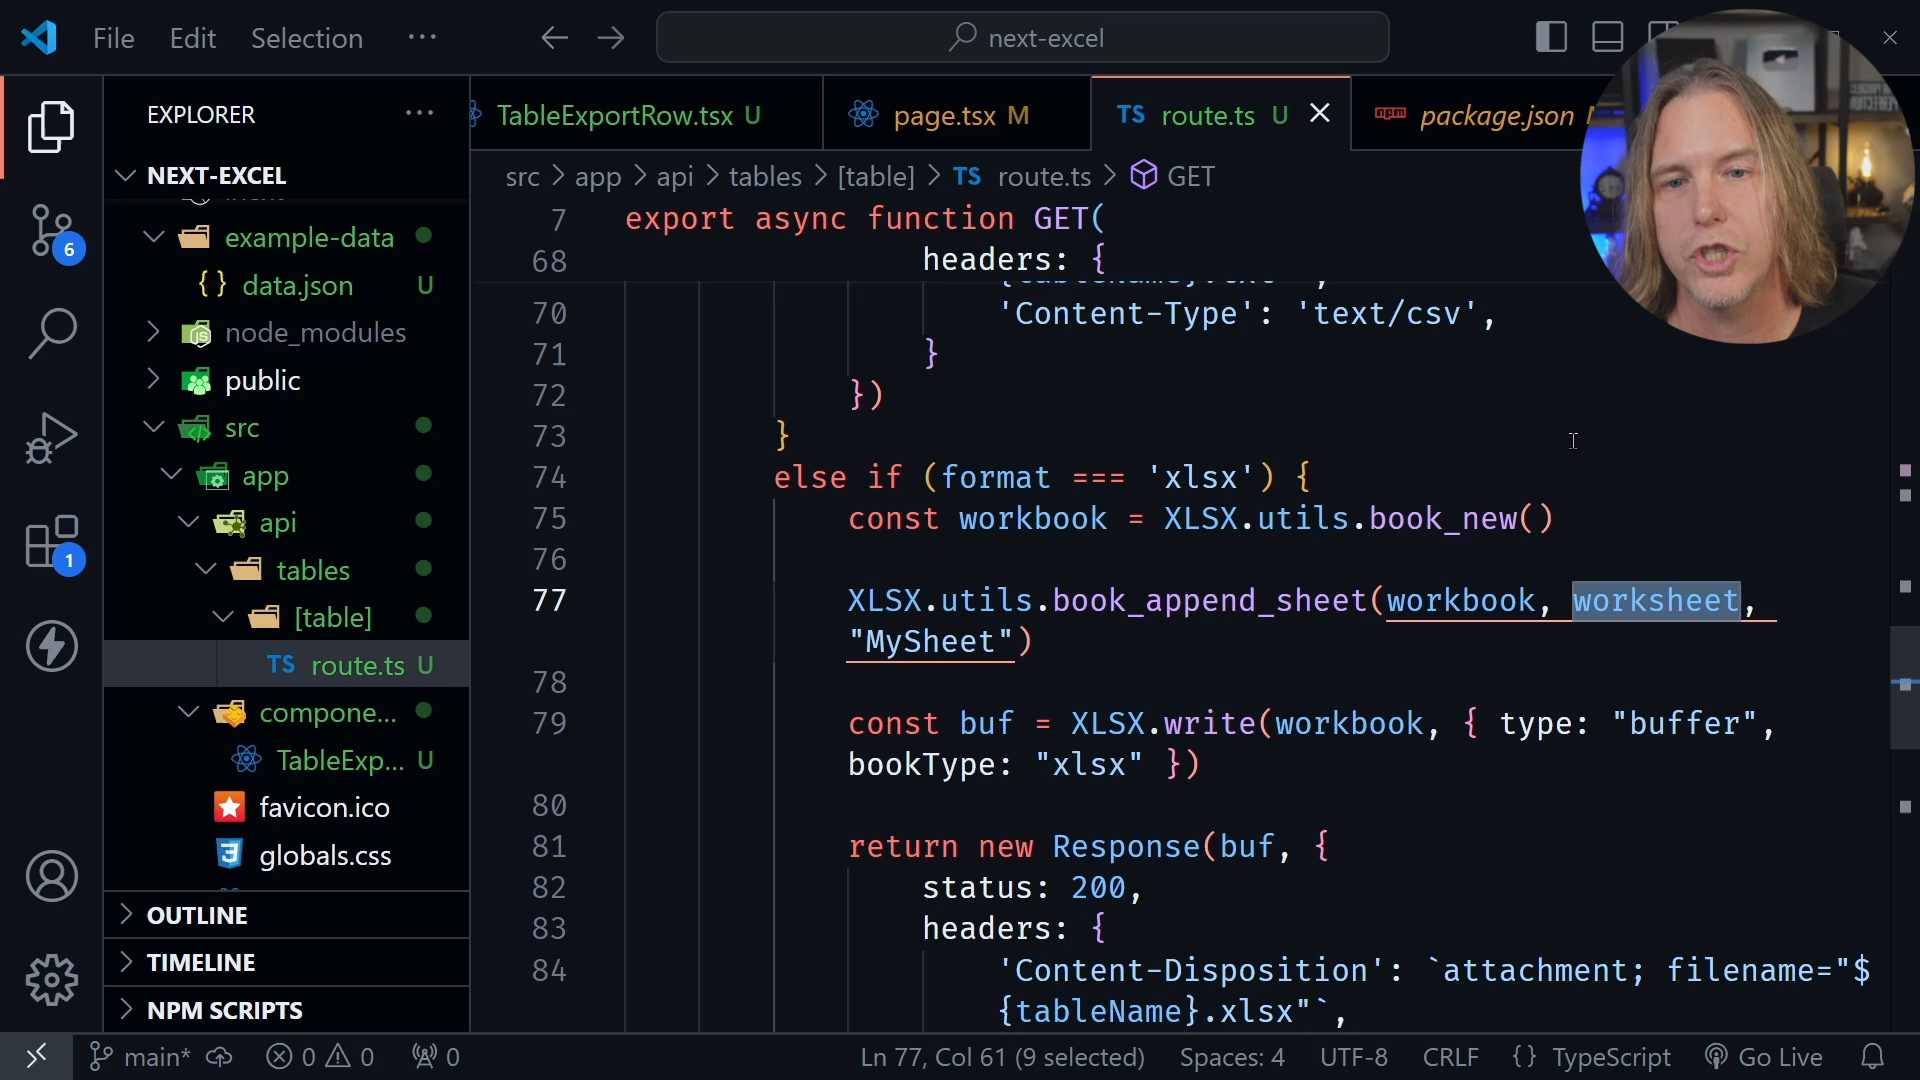 File Edit Selection ··· next-excel
EXPLORER ···
NEXT-EXCEL
example-data
{ } data.json U
node_modules
public
src
app
api
tables
[table]
TS route.ts U
compone...
TableExp... U
favicon.ico
globals.css
OUTLINE
TIMELINE
NPM SCRIPTS
6
1
TableExportRow.tsx U
page.tsx M
TS route.ts U
package.json
src > app > api > tables > [table] > TS route.ts > GET
7 export async function GET(
68 headers: {
70 'Content-Type': 'text/csv',
71 }
72 })
73 }
74 else if (format === 'xlsx') {
75 const workbook = XLSX.utils.book_new()
76
77 XLSX.utils.book_append_sheet(workbook, worksheet,
"MySheet")
78
79 const buf = XLSX.write(workbook, { type: "buffer",
bookType: "xlsx" })
80
81 return new Response(buf, {
82 status: 200,
83 headers: {
84 'Content-Disposition': `attachment; filename="$
{tableName}.xlsx"`,
main* 0 0 0 Ln 77, Col 61 (9 selected) Spaces: 4 UTF-8 CRLF { } TypeScript Go Live